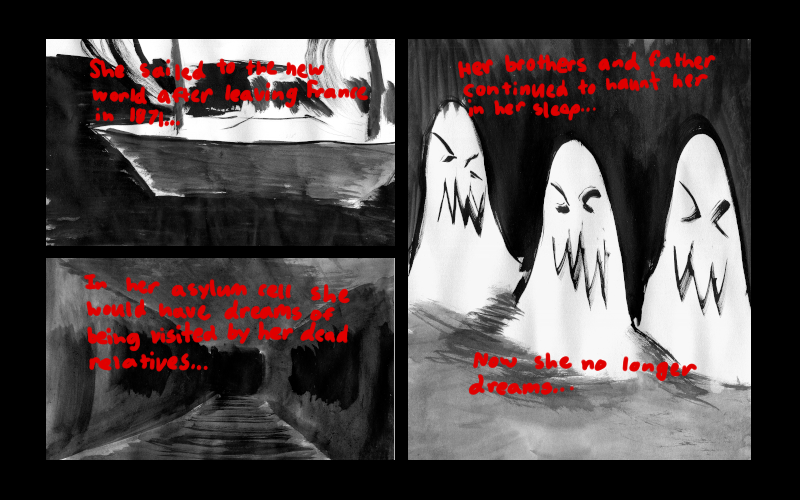 She sailed to the new
world after leaving France
in 1871...
In her asylum cell she
would have dreams of
being visited by her dead
relatives...
Her brothers and father
continued to haunt her
in her sleep...
Now she no longer
dreams...